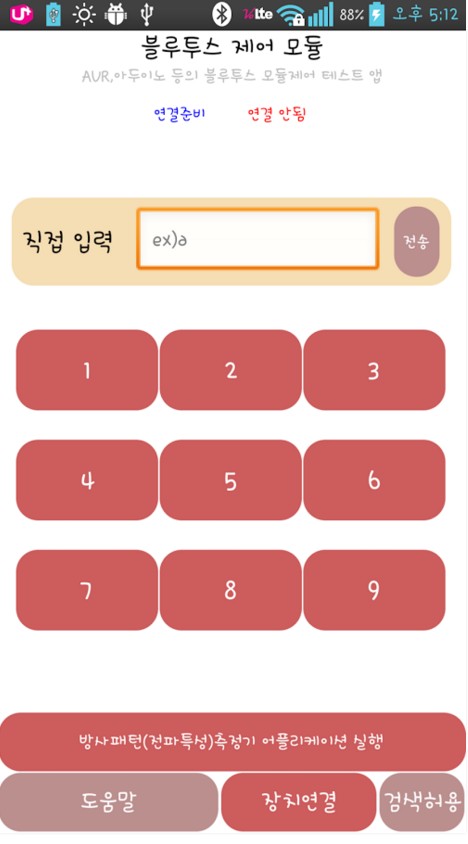 U+ VoLTE 88% 오후 5:12
블루투스 제어 모듈
AUR,아두이노 등의 블루투스 모듈제어 테스트 앱
연결준비 연결 안됨
직접 입력 ex)a 전송
1 2 3
4 5 6
7 8 9
방사패턴(전파특성)측정기 어플리케이션 실행
도움말 장치연결 검색허용